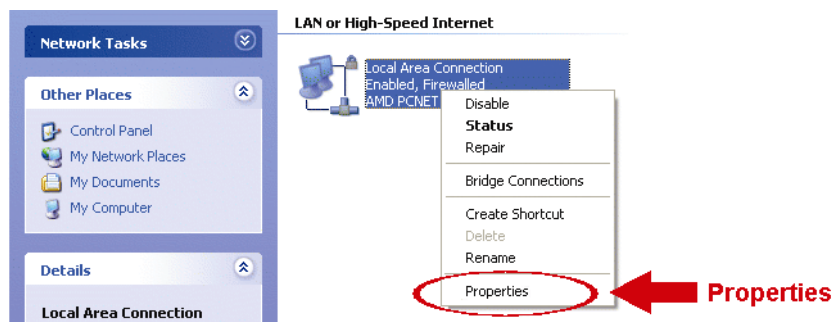 Network Tasks
Other Places
Control Panel
My Network Places
My Documents
My Computer
Details
Local Area Connection
LAN or High-Speed Internet
Local Area Connection
Enabled, Firewalled
AMD PCNET
Disable
Status
Repair
Bridge Connections
Create Shortcut
Delete
Rename
Properties
Properties